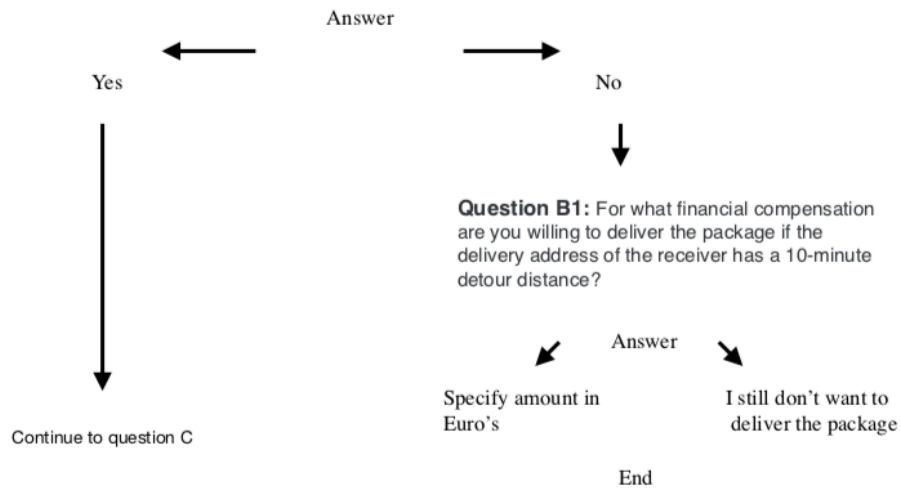 Answer
Yes
No
Question B1: For what financial compensation
are you willing to deliver the package if the
delivery address of the receiver has a 10-minute
detour distance?
Answer
Specify amount in
Euro's
I still don't want to
deliver the package
Continue to question C
End